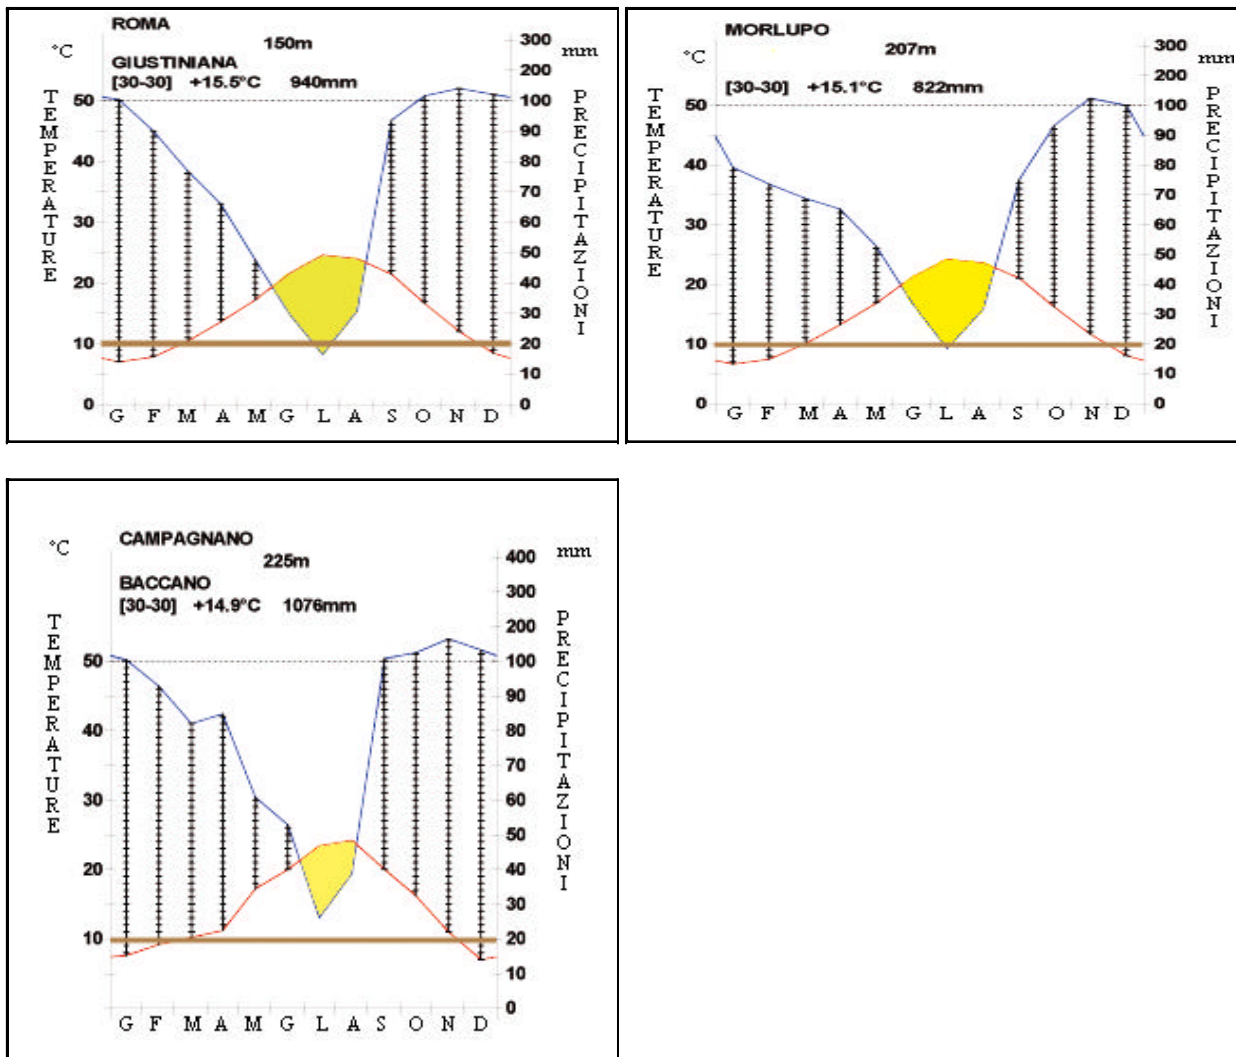 ROMA
150m
GIUSTINIANA
[30-30] +15.5°C 940mm
°C
mm
TEMPERATURE
PRECIPITAZIONI
300
200
50 100
90
40 80
70
30 60
50
20 40
30
10 20
10
0 0
G F M A M G L A S O N D
MORLUPO
207m
[30-30] +15.1°C 822mm
°C
mm
TEMPERATURE
PRECIPITAZIONI
300
200
50 100
90
40 80
70
30 60
50
20 40
30
10 20
10
0 0
G F M A M G L A S O N D
CAMPAGNANO
225m
BACCANO
[30-30] +14.9°C 1076mm
°C
mm
TEMPERATURE
PRECIPITAZIONI
400
300
200
50 100
90
40 80
70
30 60
50
20 40
30
10 20
10
0
G F M A M G L A S O N D